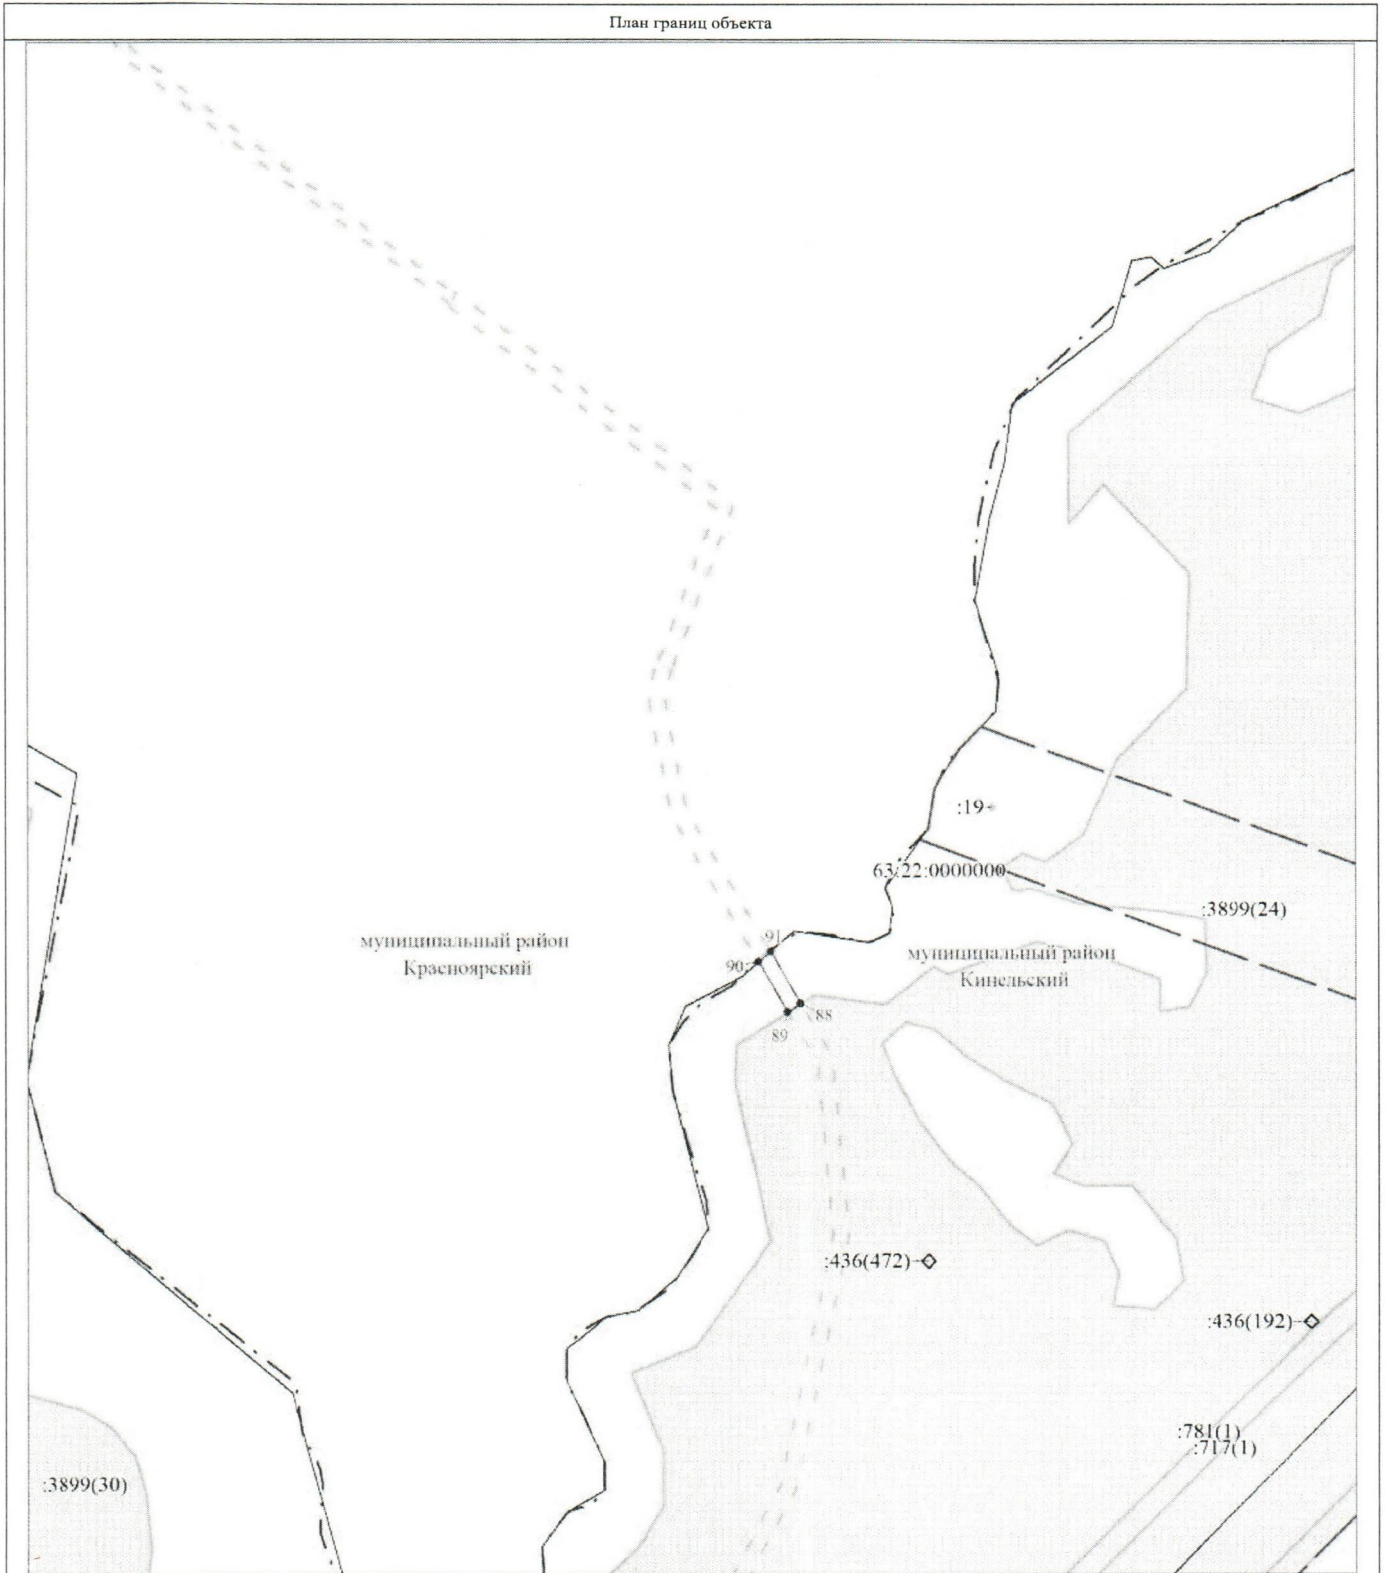 План границ объекта
:19
63:22:0000000
:3899(24)
91
муниципальный район
Красноярский
90
муниципальный район
Кинельский
88
89
:436(472)
:436(192)
:781(1)
:717(1)
:3899(30)